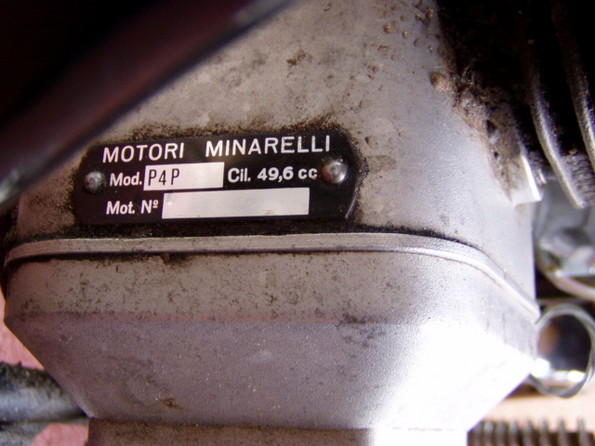 MOTORI MINARELLI
Mod. P4P Cil. 49,6 cc
Mot. Nº